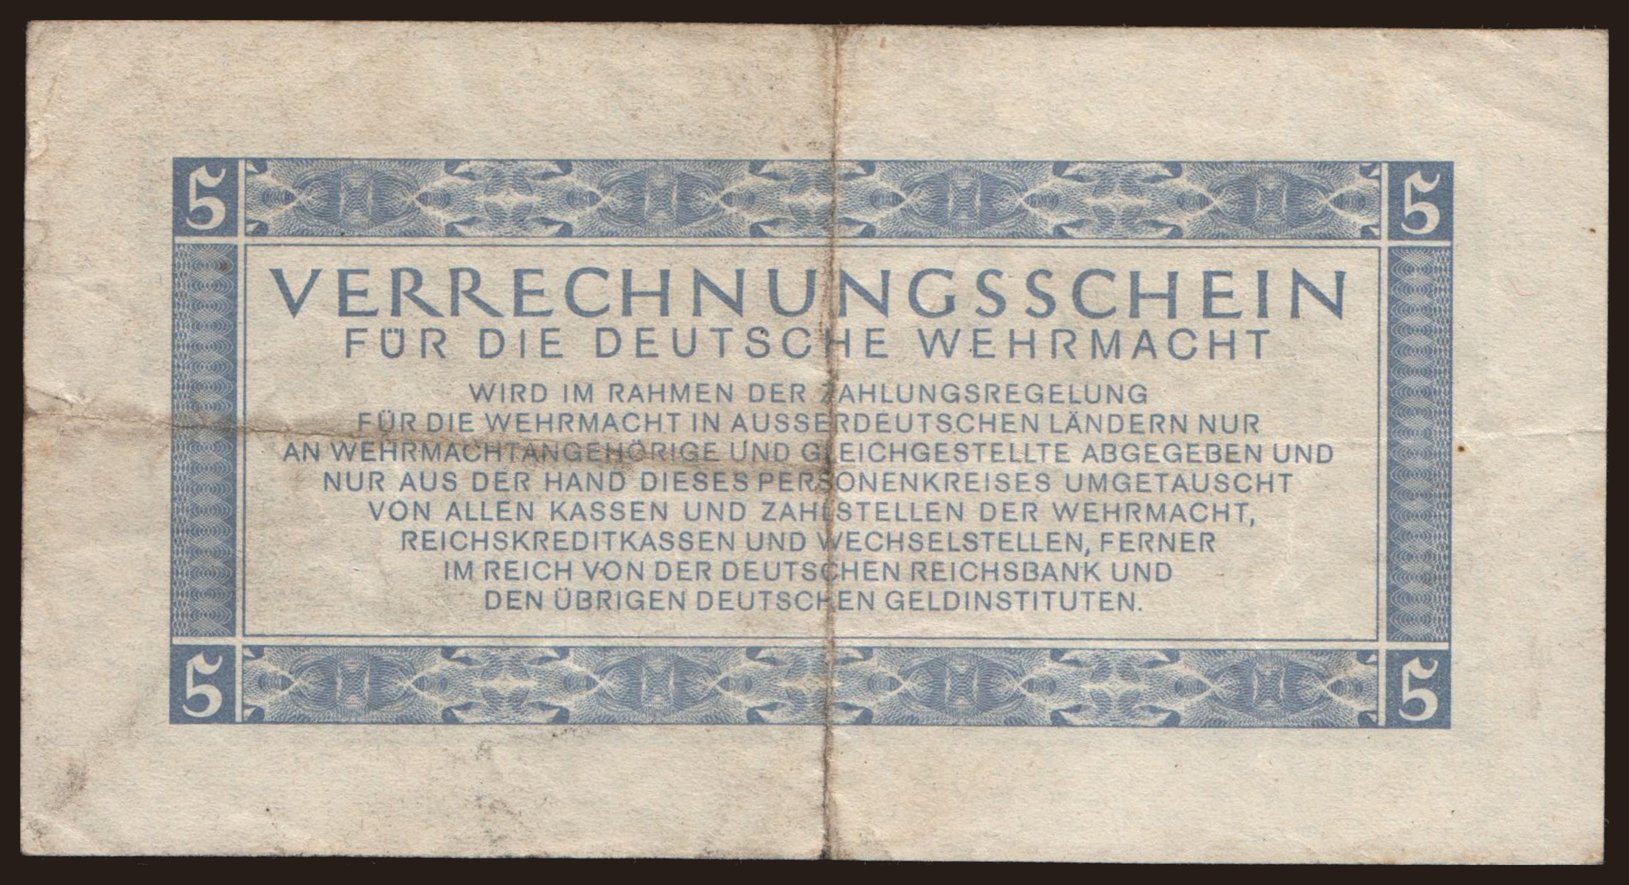 5 5
VERRECHNUNGSSCHEIN
FÜR DIE DEUTSCHE WEHRMACHT
WIRD IM RAHMEN DER ZAHLUNGSREGELUNG
FÜR DIE WEHRMACHT IN AUSSERDEUTSCHEN LÄNDERN NUR
AN WEHRMACHTANGEHÖRIGE UND GLEICHGESTELLTE ABGEGEBEN UND
NUR AUS DER HAND DIESES PERSONENKREISES UMGETAUSCHT
VON ALLEN KASSEN UND ZAHLSTELLEN DER WEHRMACHT,
REICHSKREDITKASSEN UND WECHSELSTELLEN, FERNER
IM REICH VON DER DEUTSCHEN REICHSBANK UND
DEN ÜBRIGEN DEUTSCHEN GELDINSTITUTEN.
5 5